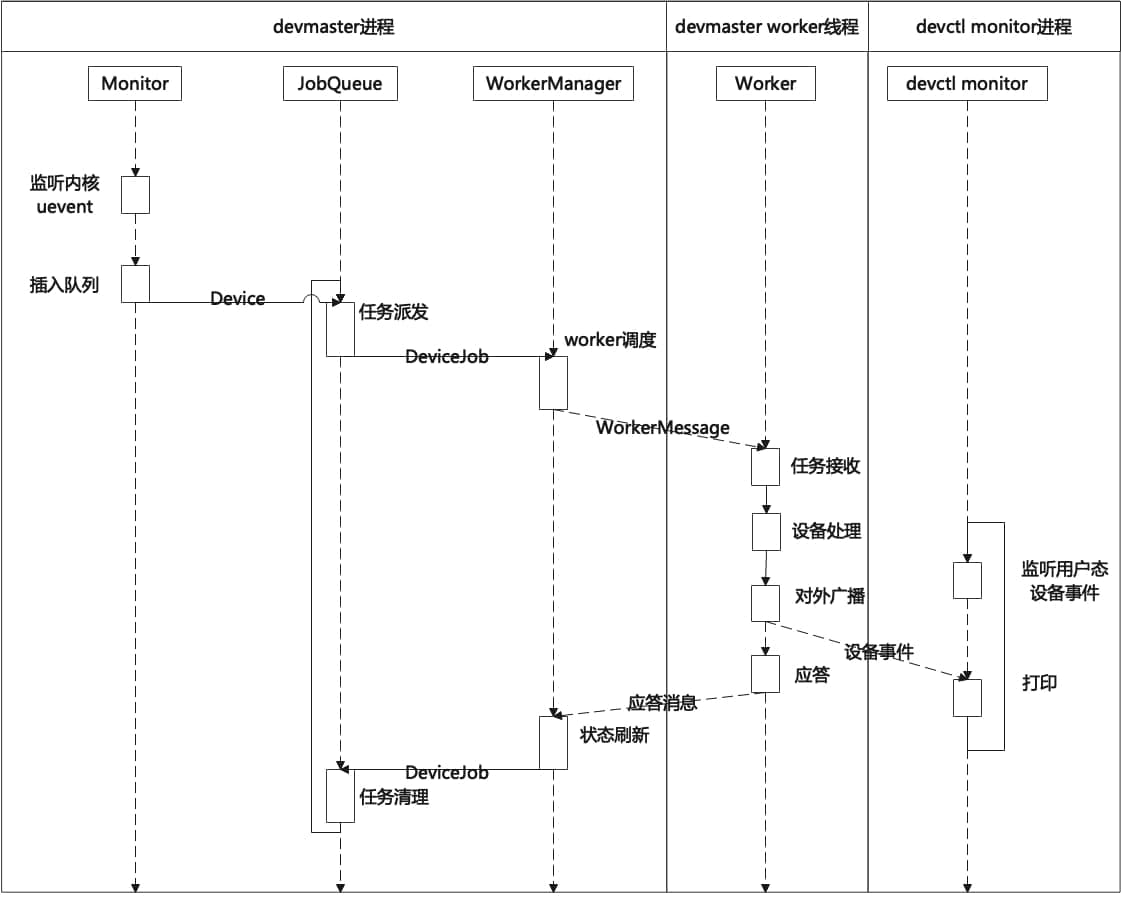 devmaster进程
devmaster worker线程
devctl monitor进程
Monitor
JobQueue
WorkerManager
Worker
devctl monitor
监听内核
uevent
插入队列
Device
任务派发
worker调度
DeviceJob
WorkerMessage
任务接收
设备处理
监听用户态
设备事件
对外广播
设备事件
应答
打印
应答消息
状态刷新
DeviceJob
任务清理